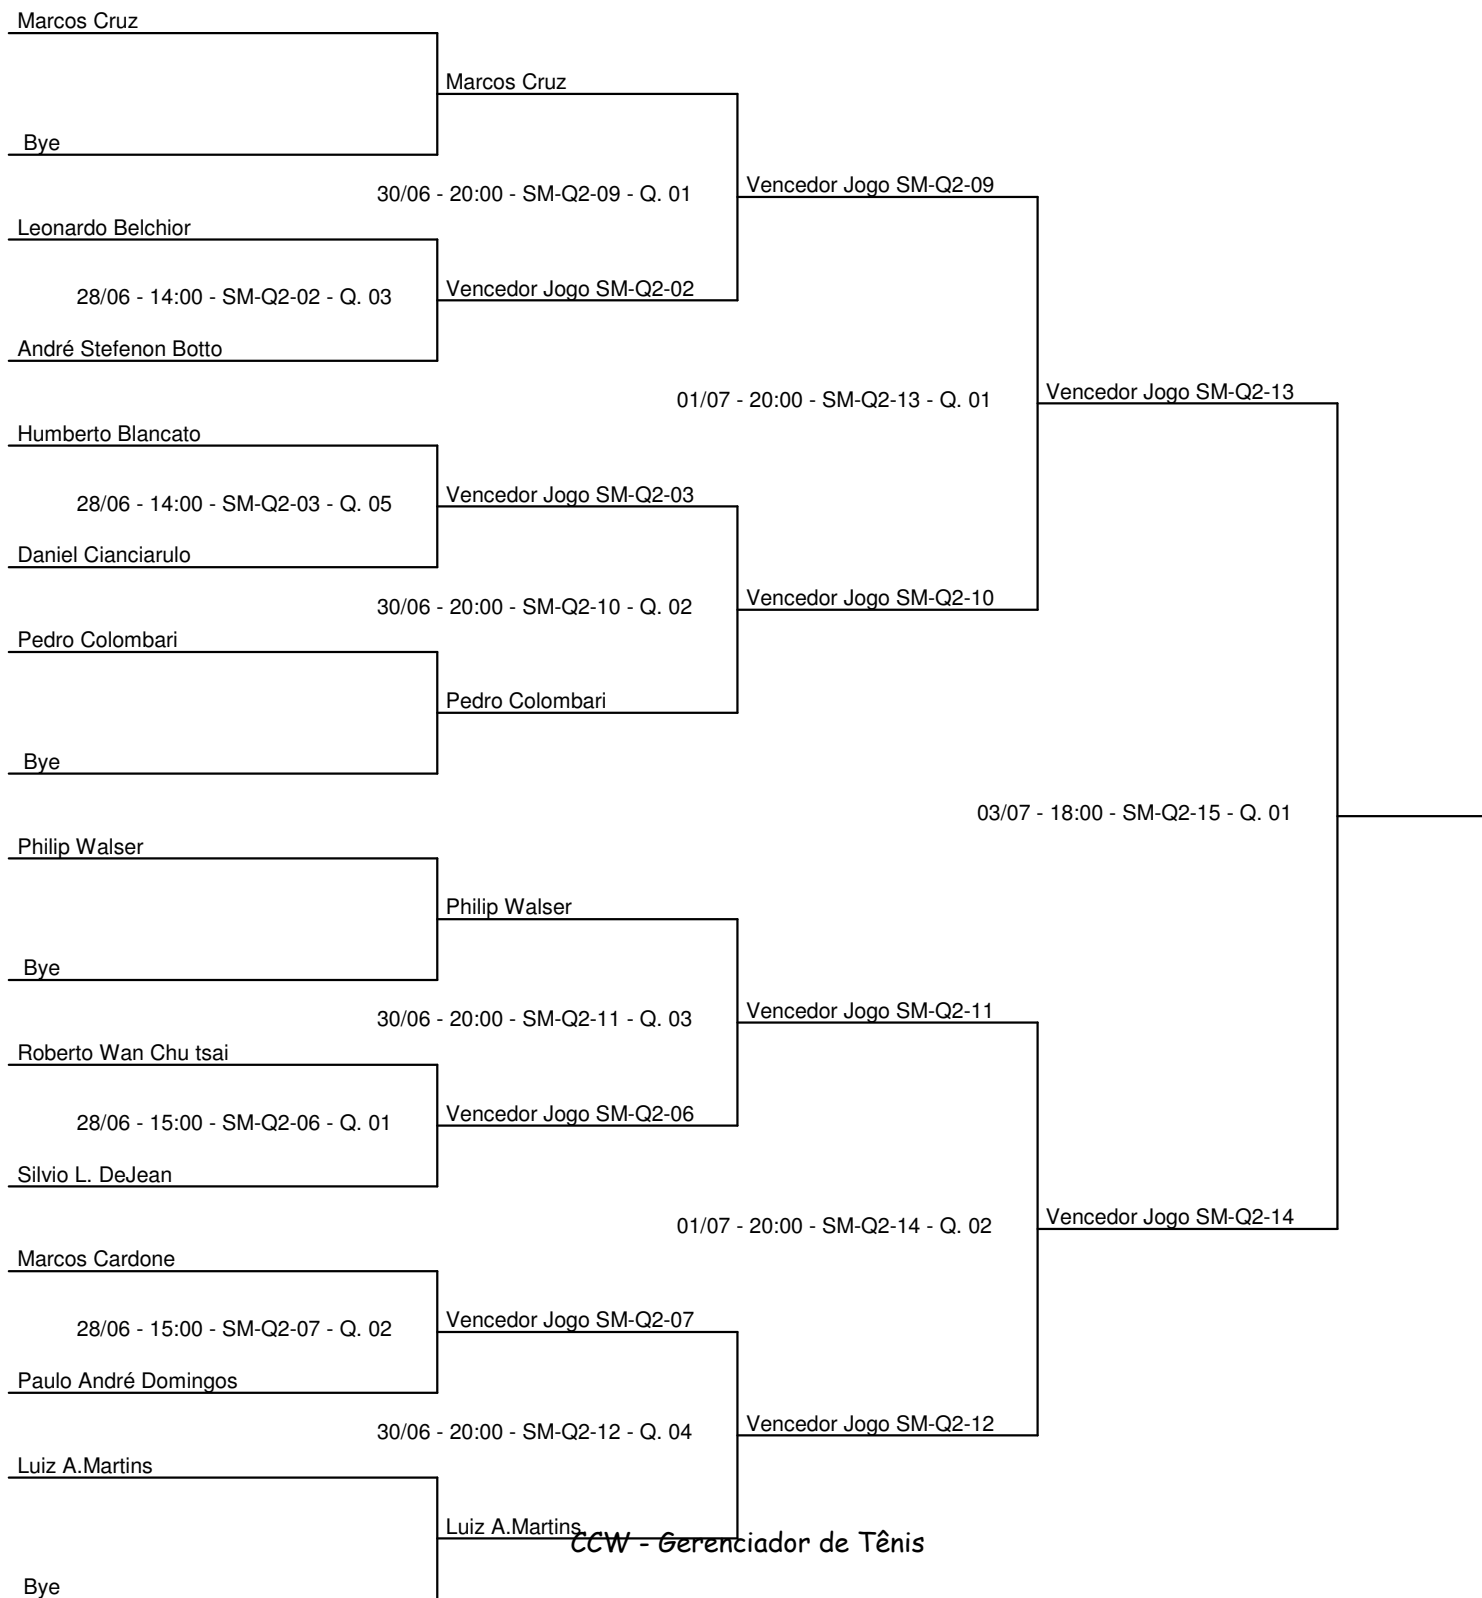 Marcos Cruz
Marcos Cruz
Bye
30/06 - 20:00 - SM-Q2-09 - Q. 01
Vencedor Jogo SM-Q2-09
Leonardo Belchior
28/06 - 14:00 - SM-Q2-02 - Q. 03
Vencedor Jogo SM-Q2-02
André Stefenon Botto
01/07 - 20:00 - SM-Q2-13 - Q. 01
Vencedor Jogo SM-Q2-13
Humberto Blancato
28/06 - 14:00 - SM-Q2-03 - Q. 05
Vencedor Jogo SM-Q2-03
Daniel Cianciarulo
30/06 - 20:00 - SM-Q2-10 - Q. 02
Vencedor Jogo SM-Q2-10
Pedro Colombari
Pedro Colombari
Bye
03/07 - 18:00 - SM-Q2-15 - Q. 01
Philip Walser
Philip Walser
Bye
30/06 - 20:00 - SM-Q2-11 - Q. 03
Vencedor Jogo SM-Q2-11
Roberto Wan Chu tsai
28/06 - 15:00 - SM-Q2-06 - Q. 01
Vencedor Jogo SM-Q2-06
Silvio L. DeJean
01/07 - 20:00 - SM-Q2-14 - Q. 02
Vencedor Jogo SM-Q2-14
Marcos Cardone
28/06 - 15:00 - SM-Q2-07 - Q. 02
Vencedor Jogo SM-Q2-07
Paulo André Domingos
30/06 - 20:00 - SM-Q2-12 - Q. 04
Vencedor Jogo SM-Q2-12
Luiz A.Martins
Luiz A.Martins
CCW - Gerenciador de Tênis
Bye